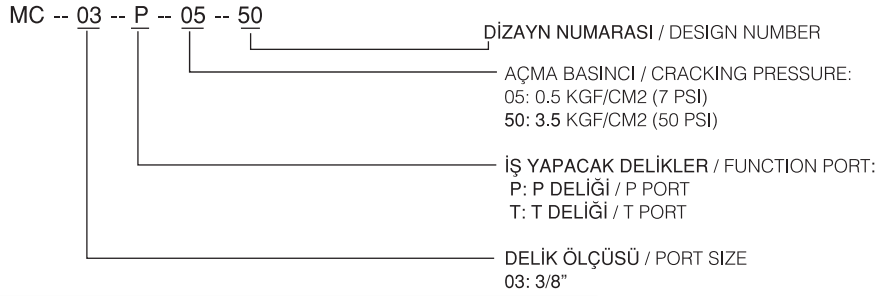 MC -- 03 -- P -- 05 -- 50
DİZAYN NUMARASI / DESIGN NUMBER
AÇMA BASINCI / CRACKING PRESSURE:
05: 0.5 KGF/CM2 (7 PSI)
50: 3.5 KGF/CM2 (50 PSI)
İŞ YAPACAK DELİKLER / FUNCTION PORT:
P: P DELİĞİ / P PORT
T: T DELİĞİ / T PORT
DELİK ÖLÇÜSÜ / PORT SIZE
03: 3/8”